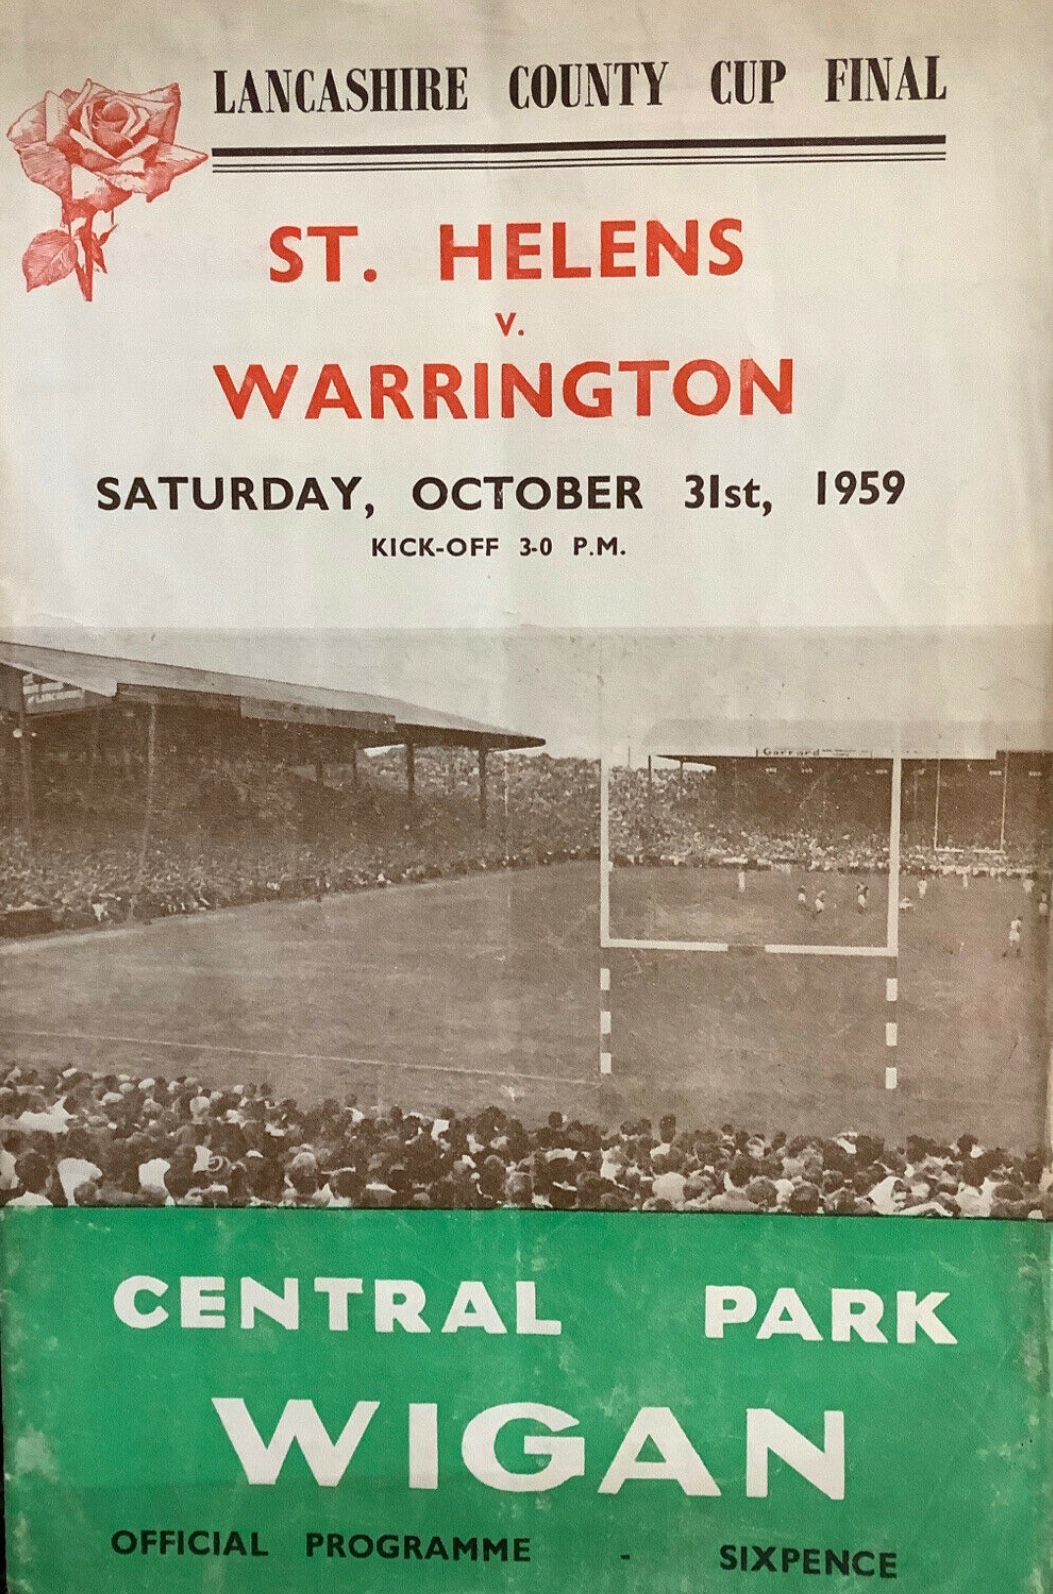 LANCASHIRE COUNTY CUP FINAL
ST. HELENS
v.
WARRINGTON
SATURDAY, OCTOBER 31st, 1959
KICK-OFF 3-0 P.M.
Garrard
CENTRAL PARK
WIGAN
OFFICIAL PROGRAMME - SIXPENCE